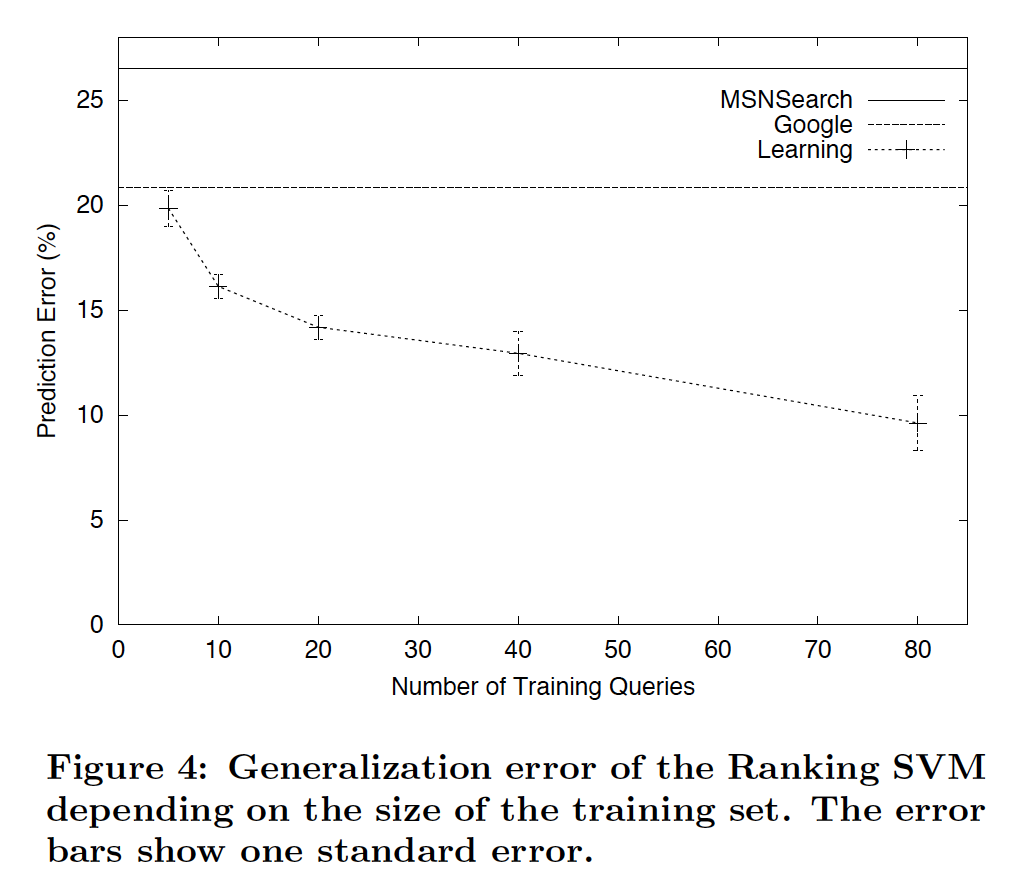 25
20
15
10
5
0
Prediction Error (%)
MSNSearch
Google
Learning
0 10 20 30 40 50 60 70 80
Number of Training Queries
Figure 4: Generalization error of the Ranking SVM
depending on the size of the training set. The error
bars show one standard error.